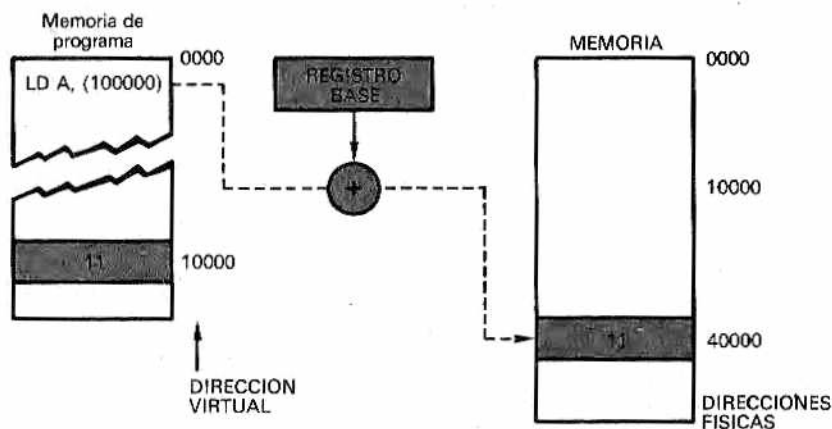 Memoria de
programa
0000
LD A, (100000)
11
10000
DIRECCION
VIRTUAL
REGISTRO
BASE
+
MEMORIA
0000
10000
11
40000
DIRECCIONES
FISICAS